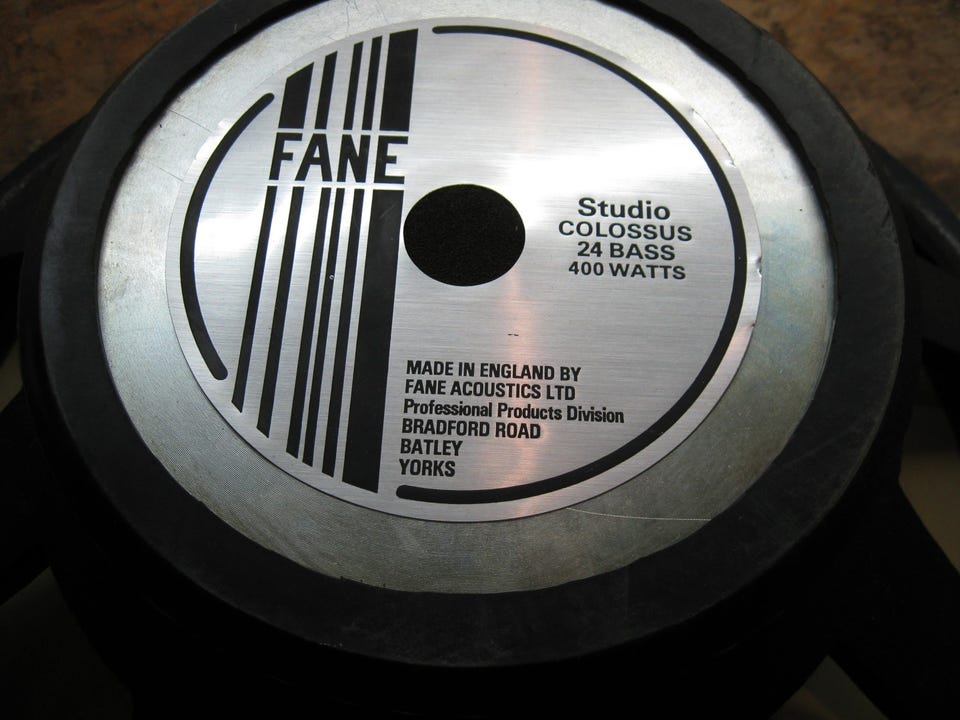 FANE
Studio
COLOSSUS
24 BASS
400 WATTS
MADE IN ENGLAND BY
FANE ACOUSTICS LTD
Professional Products Division
BRADFORD ROAD
BATLEY
YORKS